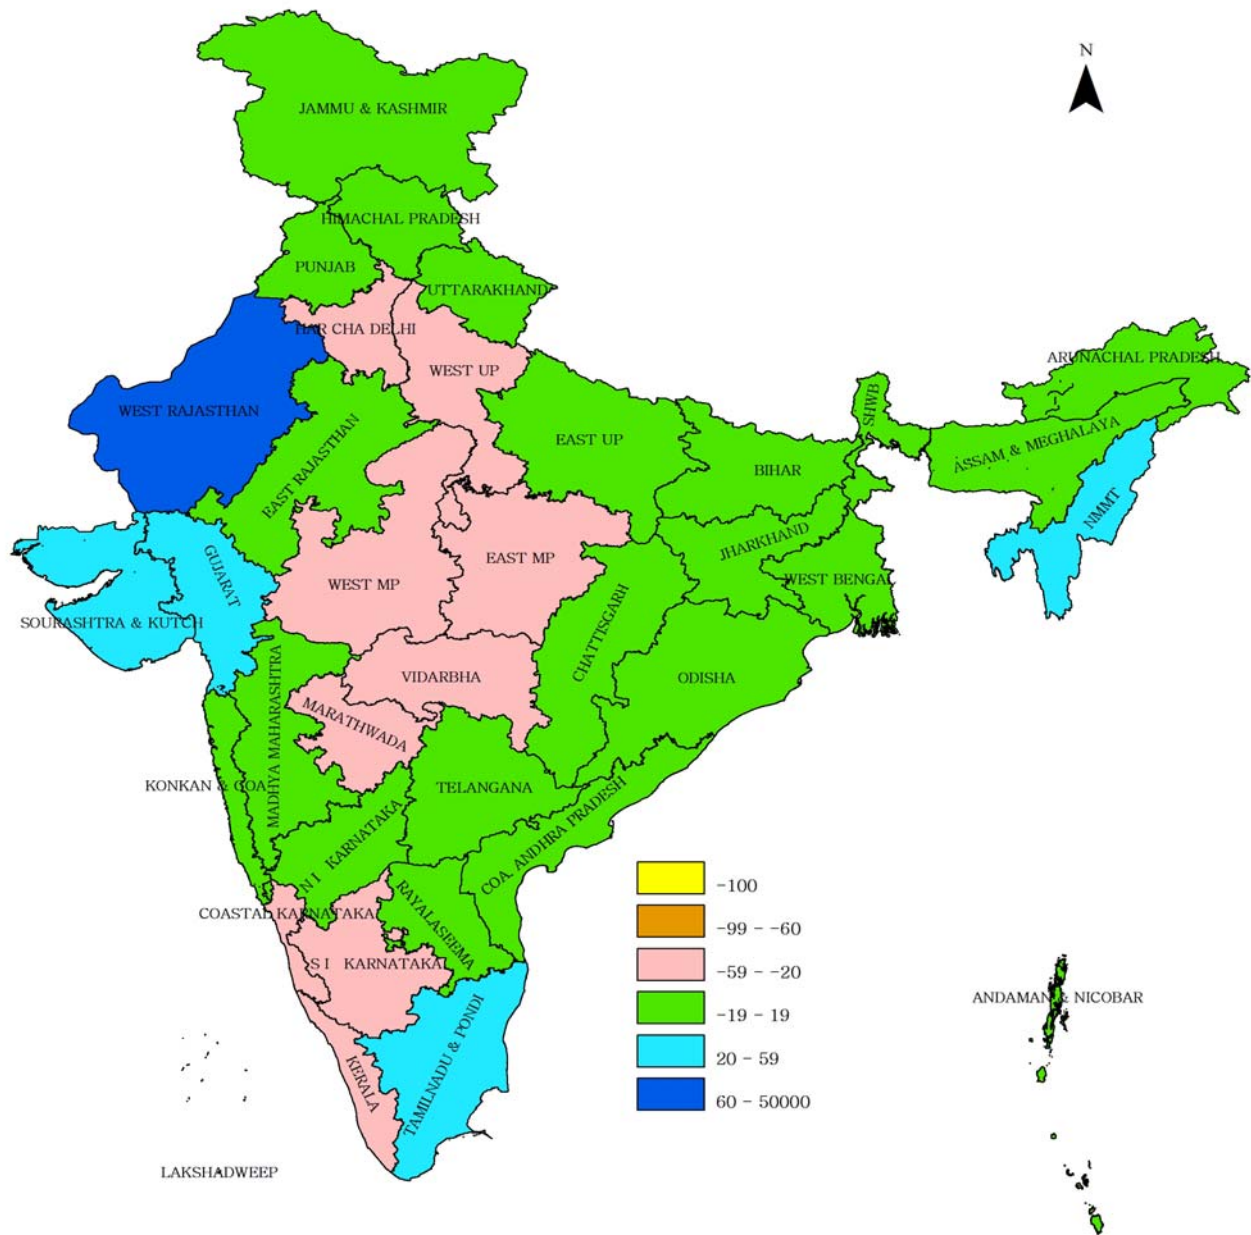 N
JAMMU & KASHMIR
HIMACHAL PRADESH
PUNJAB
UTTARAKHAND
HAR CHA DELHI
ARUNACHAL PRADESH
WEST UP
WEST RAJASTHAN
SHWB
EAST UP
EAST RAJASTHAN
ASSAM & MEGHALAYA
BIHAR
NMMT
JHARKHAND
EAST MP
GUJARAT
WEST MP
WEST BENGAL
SOURASHTRA & KUTCH
CHATTISGARH
VIDARBHA
ODISHA
MADHYA MAHARASHTRA
MARATHWADA
KONKAN & GOA
TELANGANA
COA. ANDHRA PRADESH
N I KARNATAKA
RAYALASEEMA
COASTAL KARNATAKA
S I KARNATAKA
ANDAMAN & NICOBAR
TAMILNADU & PONDI
KERALA
LAKSHADWEEP
-100
-99 - -60
-59 - -20
-19 - 19
20 - 59
60 - 50000